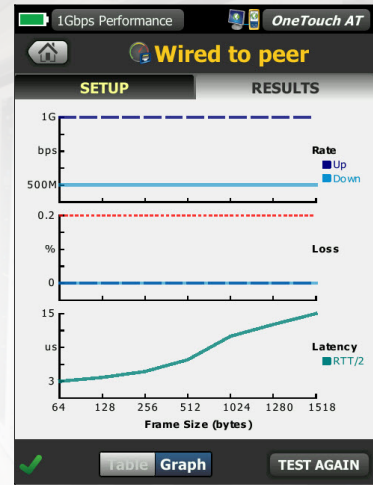 1Gbps Performance
OneTouch AT
Wired to peer
SETUP
RESULTS
1G
bps
500M
Rate
Up
Down
0.2
%
0
Loss
15
us
3
Latency
RTT/2
64 128 256 512 1024 1280 1518
Frame Size (bytes)
Table Graph
TEST AGAIN